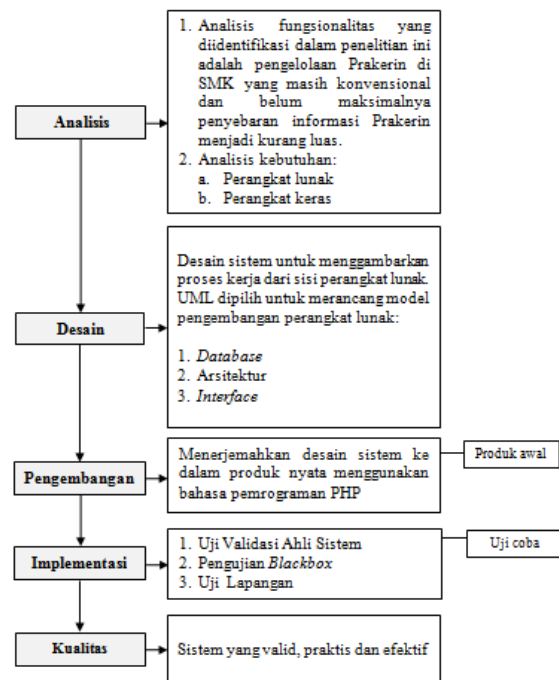 Analisis
1. Analisis fungsionalitas yang
diidentifikasi dalam penelitian ini
adalah pengelolaan Prakerin di
SMK yang masih konvensional
dan belum maksimalnya
penyebaran informasi Prakerin
menjadi kurang luas.
2. Analisis kebutuhan:
a. Perangkat lunak
b. Perangkat keras
Desain
Desain sistem untuk menggambarkan
proses kerja dari sisi perangkat lunak.
UML dipilih untuk merancang model
pengembangan perangkat lunak:
1. Database
2. Arsitektur
3. Interface
Pengembangan
Menerjemahkan desain sistem ke
dalam produk nyata menggunakan
bahasa pemrograman PHP
Produk awal
Implementasi
1. Uji Validasi Ahli Sistem
2. Pengujian Blackbox
3. Uji Lapangan
Uji coba
Kualitas
Sistem yang valid, praktis dan efektif